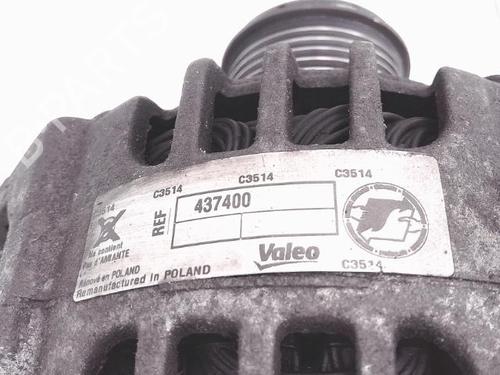 C3514
C3514
C3514
REF
437400
Ne contient
Pas d'AMIANTE
Valeo
C3514
Rénové en POLAND
Remanufactured in POLAND